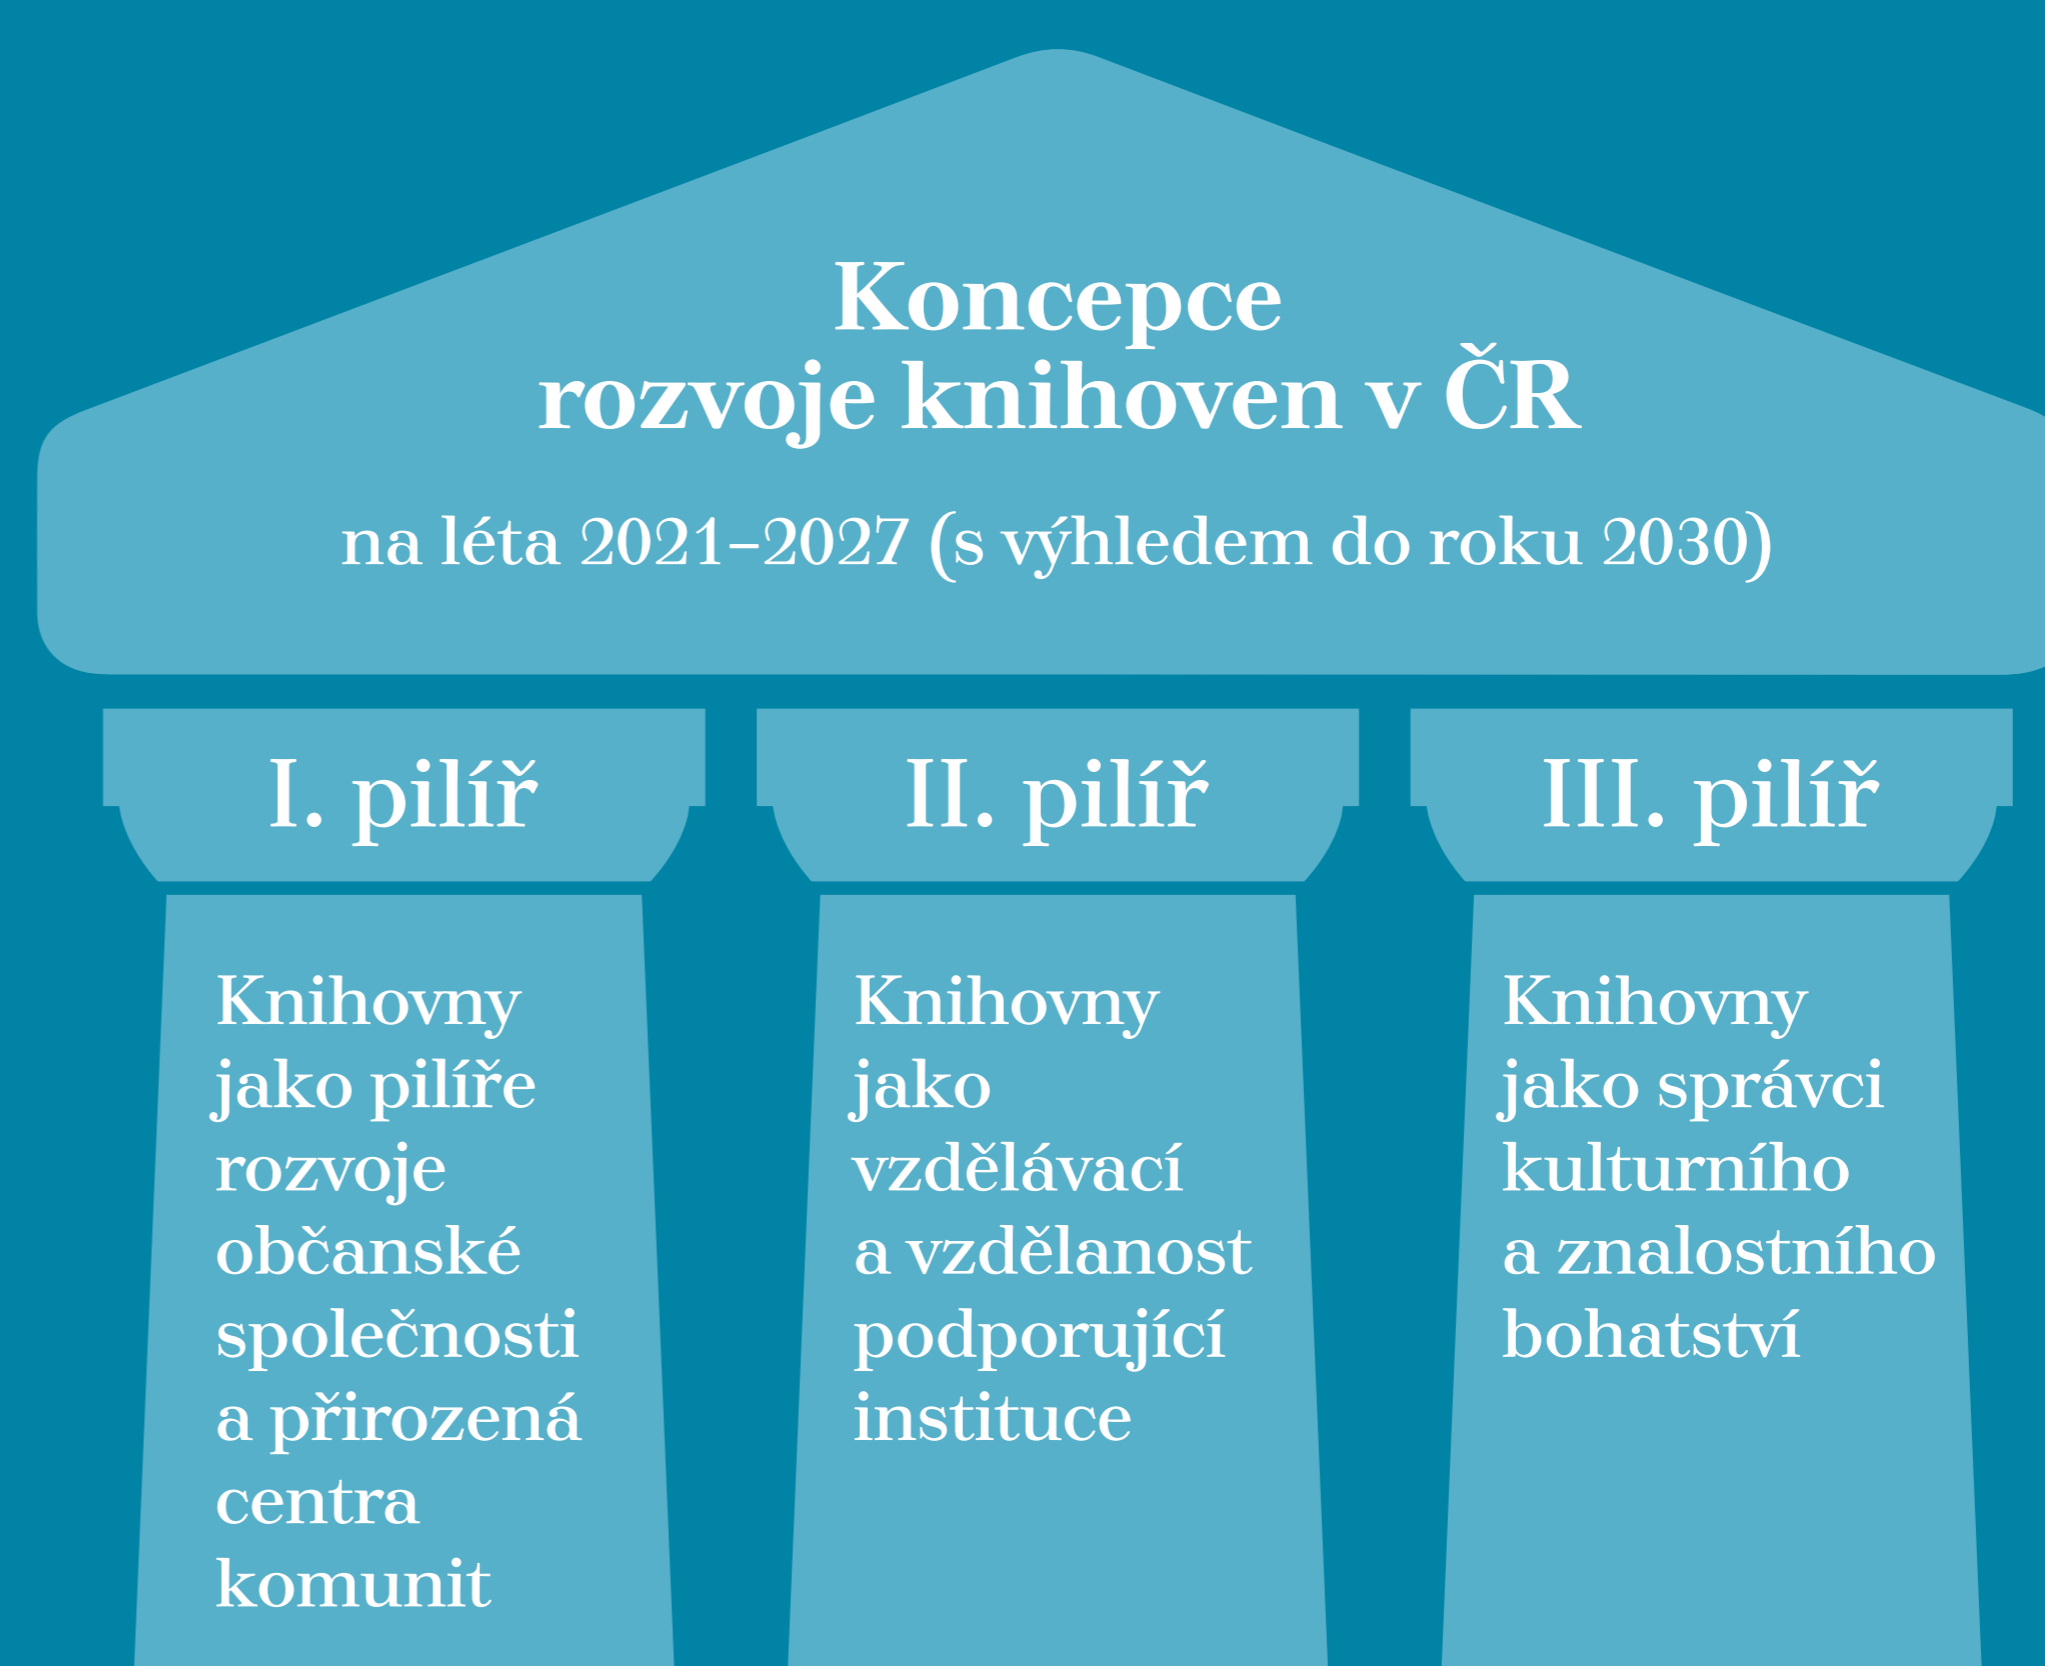 Koncepce
rozvoje knihoven v ČR
na léta 2021–2027 (s výhledem do roku 2030)
I. pilíř
Knihovny
jako pilíře
rozvoje
občanské
společnosti
a přirozená
centra
komunit
II. pilíř
Knihovny
jako
vzdělávací
a vzdělanost
podporující
instituce
III. pilíř
Knihovny
jako správci
kulturního
a znalostního
bohatství